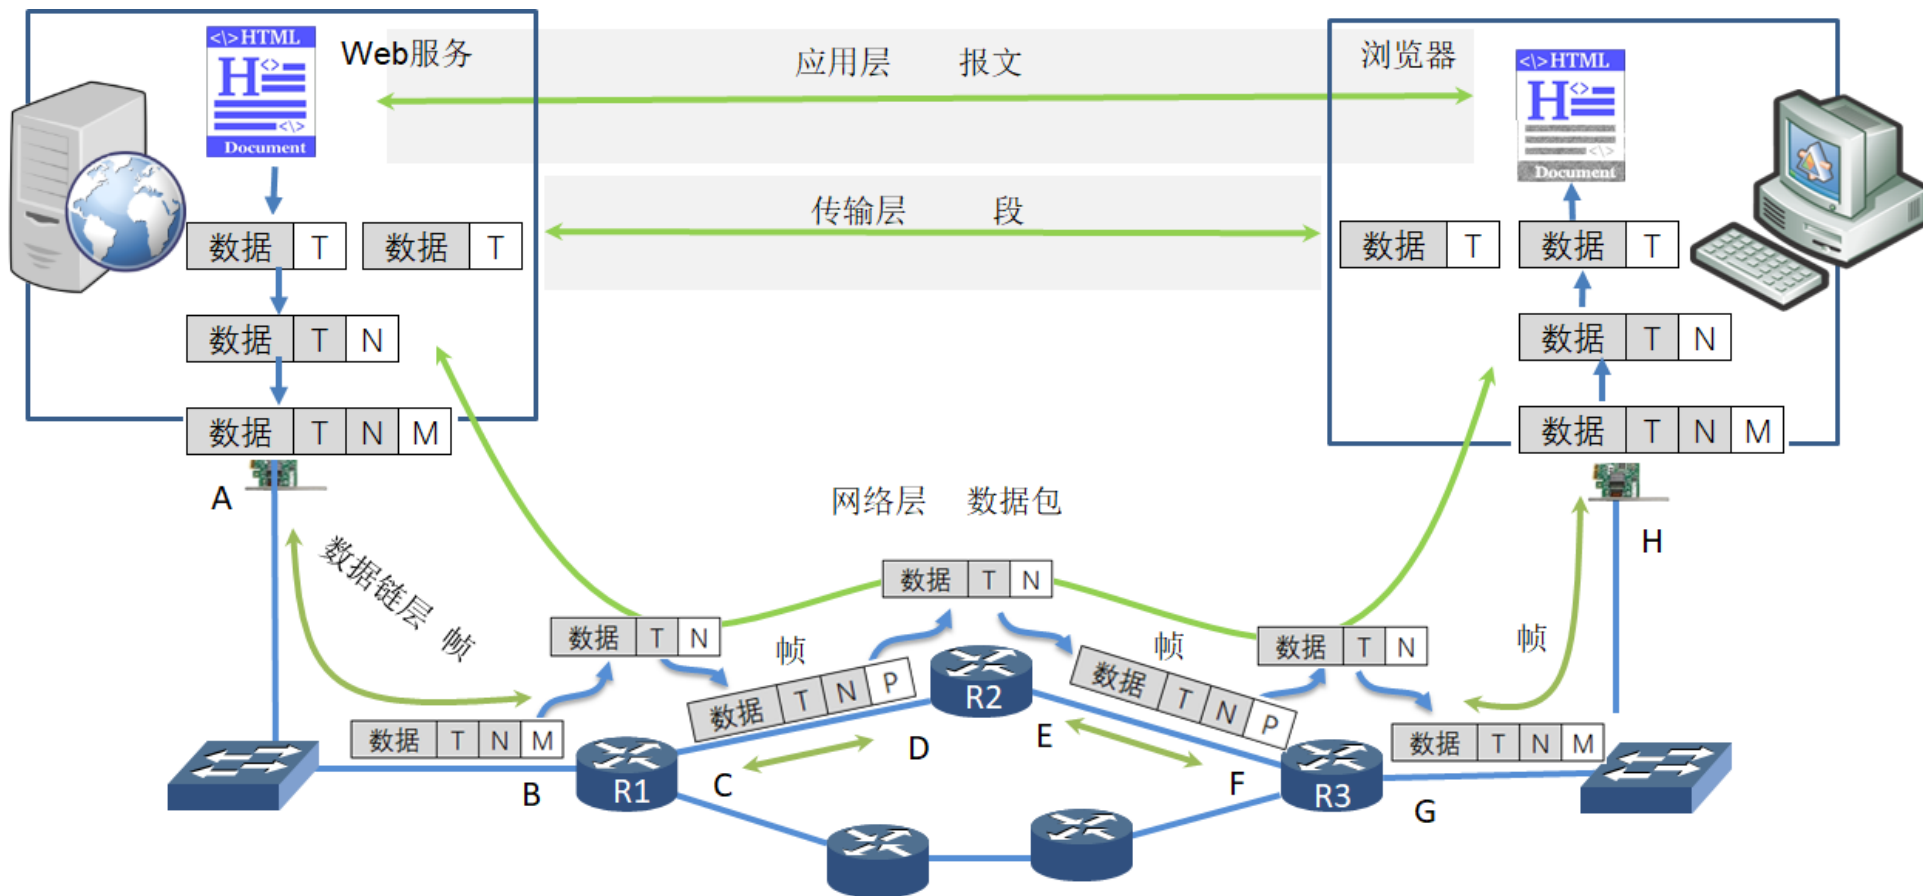 <\>HTML
H <>
<\>
Document
Web服务
应用层 报文
浏览器
<\>HTML
H <>
<\>
Document
传输层 段
数据 T
数据 T
数据 T
数据 T
数据 T N
数据 T N
数据 T N M
数据 T N M
A
H
网络层 数据包
数据链层 帧
数据 T N
数据 T N
数据 T N
帧
帧
帧
数据 T N P
数据 T N P
数据 T N M
数据 T N M
R2
D
E
B
R1
C
F
R3
G